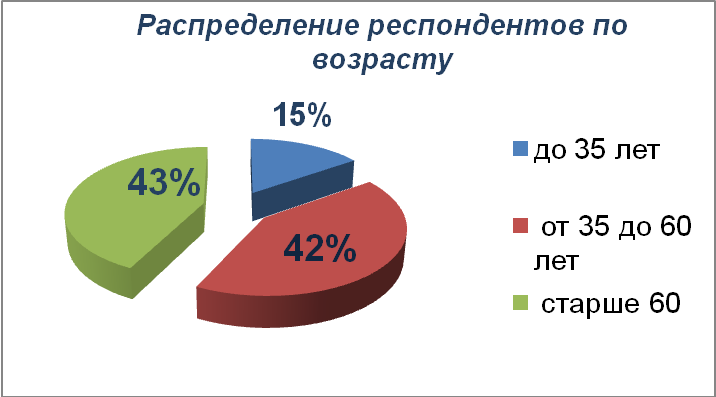 Распределение респондентов по
возрасту
15%
43%
42%
до 35 лет
от 35 до 60
лет
старше 60